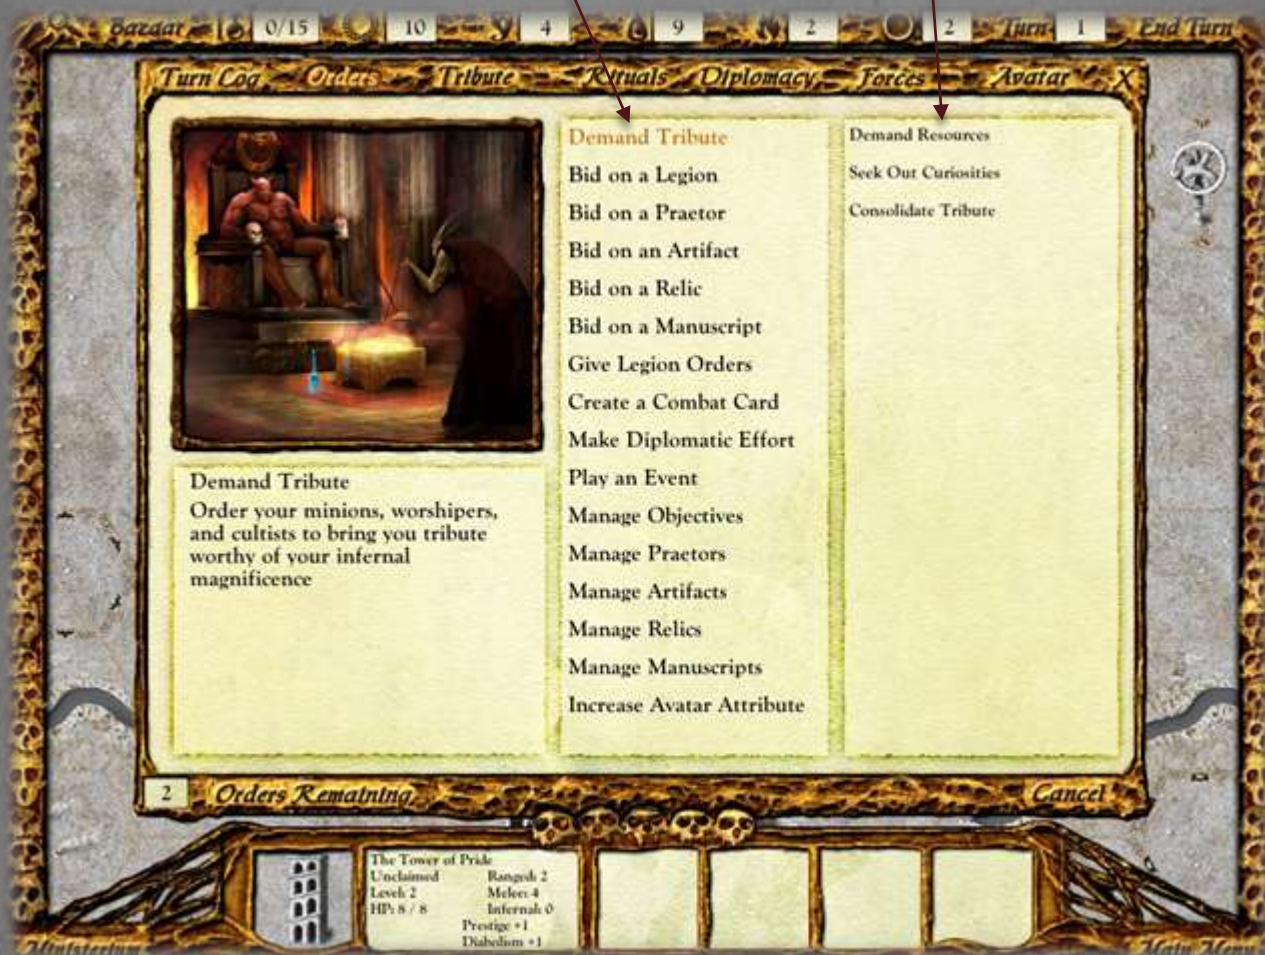 Bazaar 0/15 10 4 9 2 2 Turn 1 End Turn
Turn Log Orders Tribute Rituals Diplomacy Forces Avatar X
Demand Tribute
Bid on a Legion
Bid on a Praetor
Bid on an Artifact
Bid on a Relic
Bid on a Manuscript
Give Legion Orders
Create a Combat Card
Make Diplomatic Effort
Play an Event
Manage Objectives
Manage Praetors
Manage Artifacts
Manage Relics
Manage Manuscripts
Increase Avatar Attribute
Demand Resources
Seek Out Curiosities
Consolidate Tribute
Demand Tribute
Order your minions, worshipers,
and cultists to bring you tribute
worthy of your infernal
magnificence
2 Orders Remaining Cancel
The Tower of Pride
Unclaimed Ranged: 2
Level: 2 Melee: 4
HP: 8 / 8 Infernal: 0
Prestige +1
Diabolism +1
Ministerium Main Menu